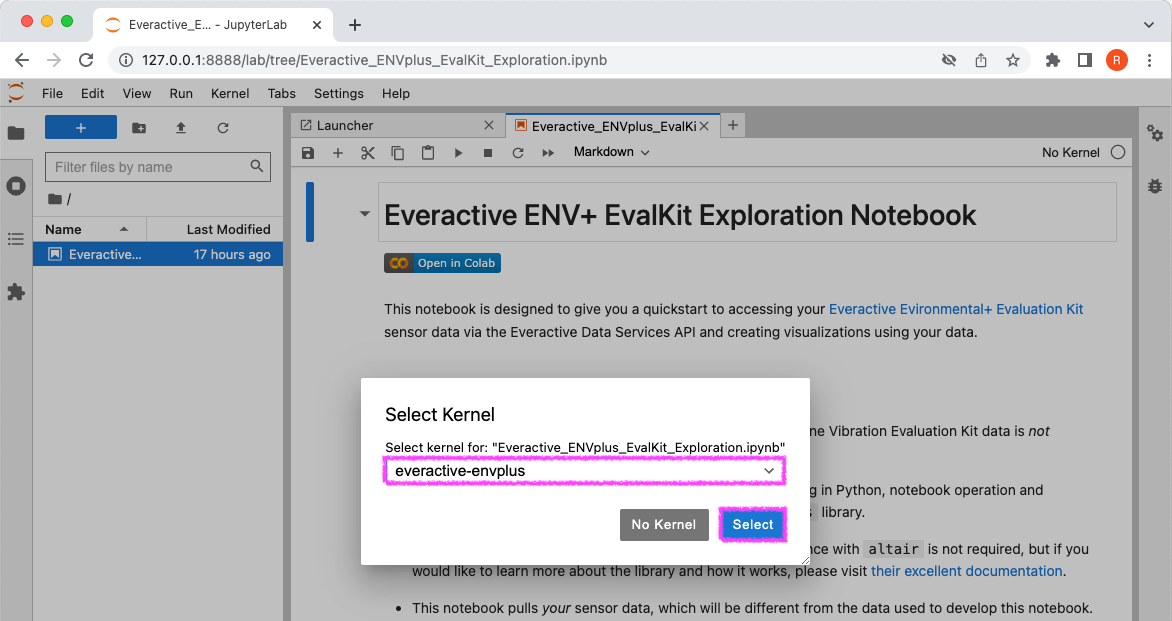 Everactive_E... - JupyterLab
127.0.0.1:8888/lab/tree/Everactive_ENVplus_EvalKit_Exploration.ipynb
R
File Edit View Run Kernel Tabs Settings Help
Launcher
Everactive_ENVplus_EvalKi
Markdown
No Kernel
Filter files by name
/
Name Last Modified
Everactive... 17 hours ago
Everactive ENV+ EvalKit Exploration Notebook
CO Open in Colab
This notebook is designed to give you a quickstart to accessing your Everactive Evironmental+ Evaluation Kit
sensor data via the Everactive Data Services API and creating visualizations using your data.
Select Kernel
Select kernel for: "Everactive_ENVplus_EvalKit_Exploration.ipynb"
everactive-envplus
No Kernel Select
Vibration Evaluation Kit data is not
in Python, notebook operation and
library.
with altair is not required, but if you
would like to learn more about the library and how it works, please visit their excellent documentation.
• This notebook pulls your sensor data, which will be different from the data used to develop this notebook.